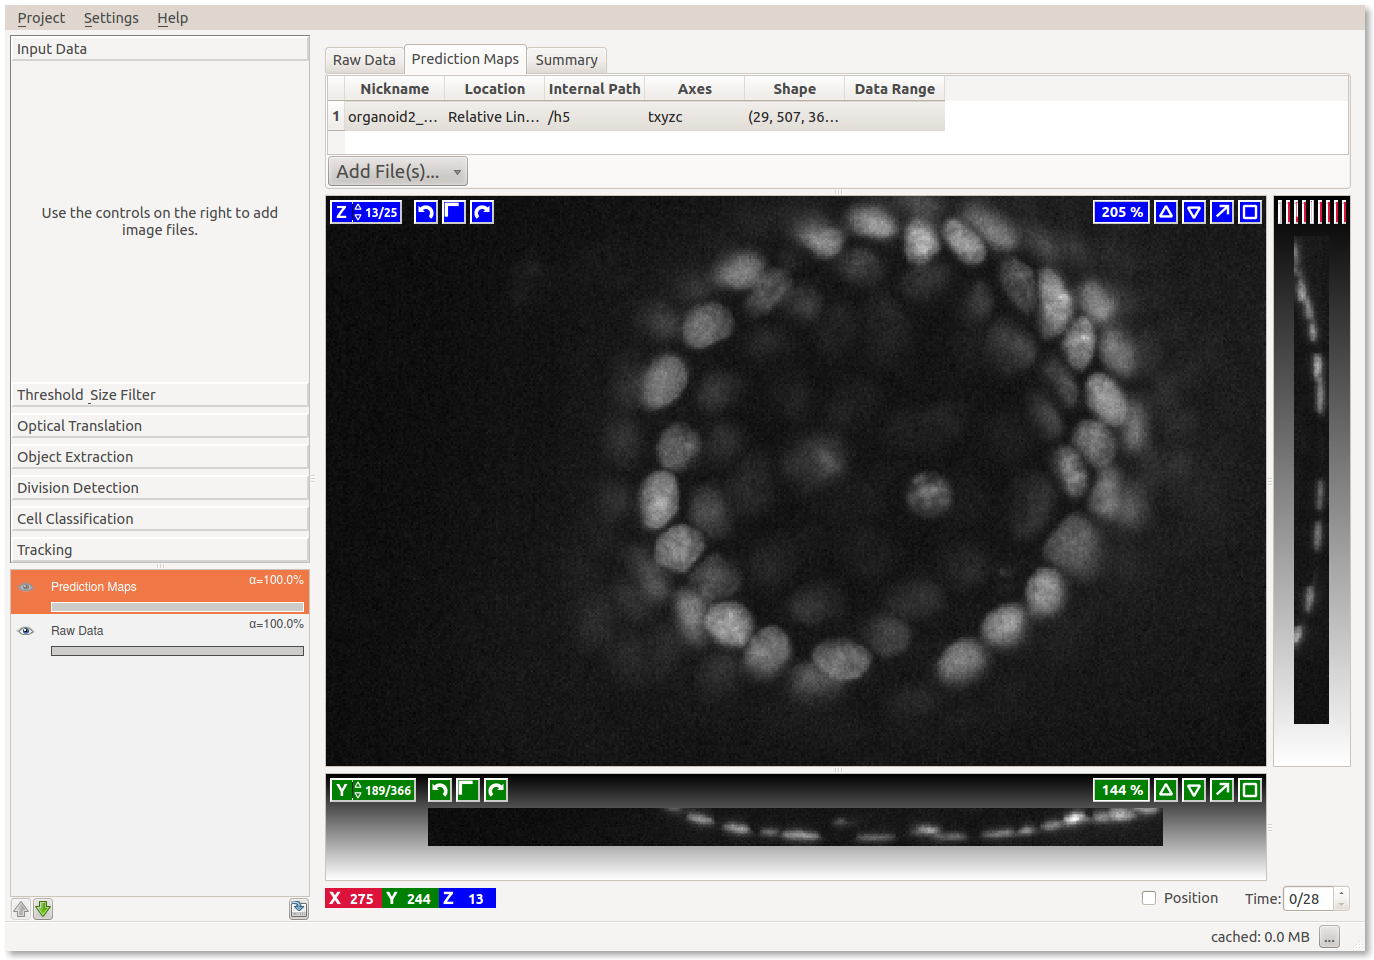 Project Settings Help
Input Data
Use the controls on the right to add
image files.
Threshold_Size Filter
Optical Translation
Object Extraction
Division Detection
Cell Classification
Tracking
Prediction Maps α=100.0%
Raw Data α=100.0%
Raw Data Prediction Maps Summary
Nickname Location Internal Path Axes Shape Data Range
1 organoid2_... Relative Lin... /h5 txyzc (29, 507, 36...
Add File(s)...
Z 13/25 205 %
Y 189/366 144 %
X 275 Y 244 Z 13
Position Time: 0/28
cached: 0.0 MB ...